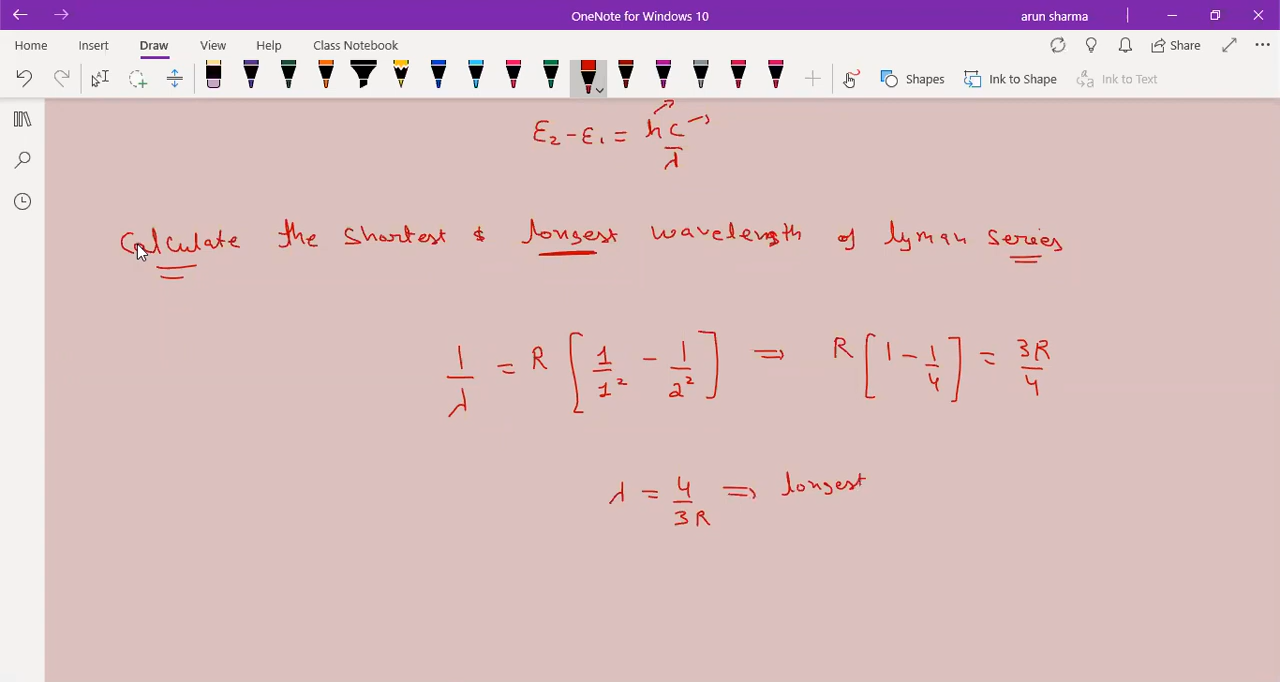 OneNote for Windows 10
arun sharma
Home Insert Draw View Help Class Notebook
Share
Shapes Ink to Shape Ink to Text
E₂ - E₁ = hc/λ
Calculate the shortest & longest wavelength of lyman series
1/λ = R [1/1² - 1/2²] ⇒ R [1 - 1/4] = 3R/4
λ = 4/3R ⇒ longest